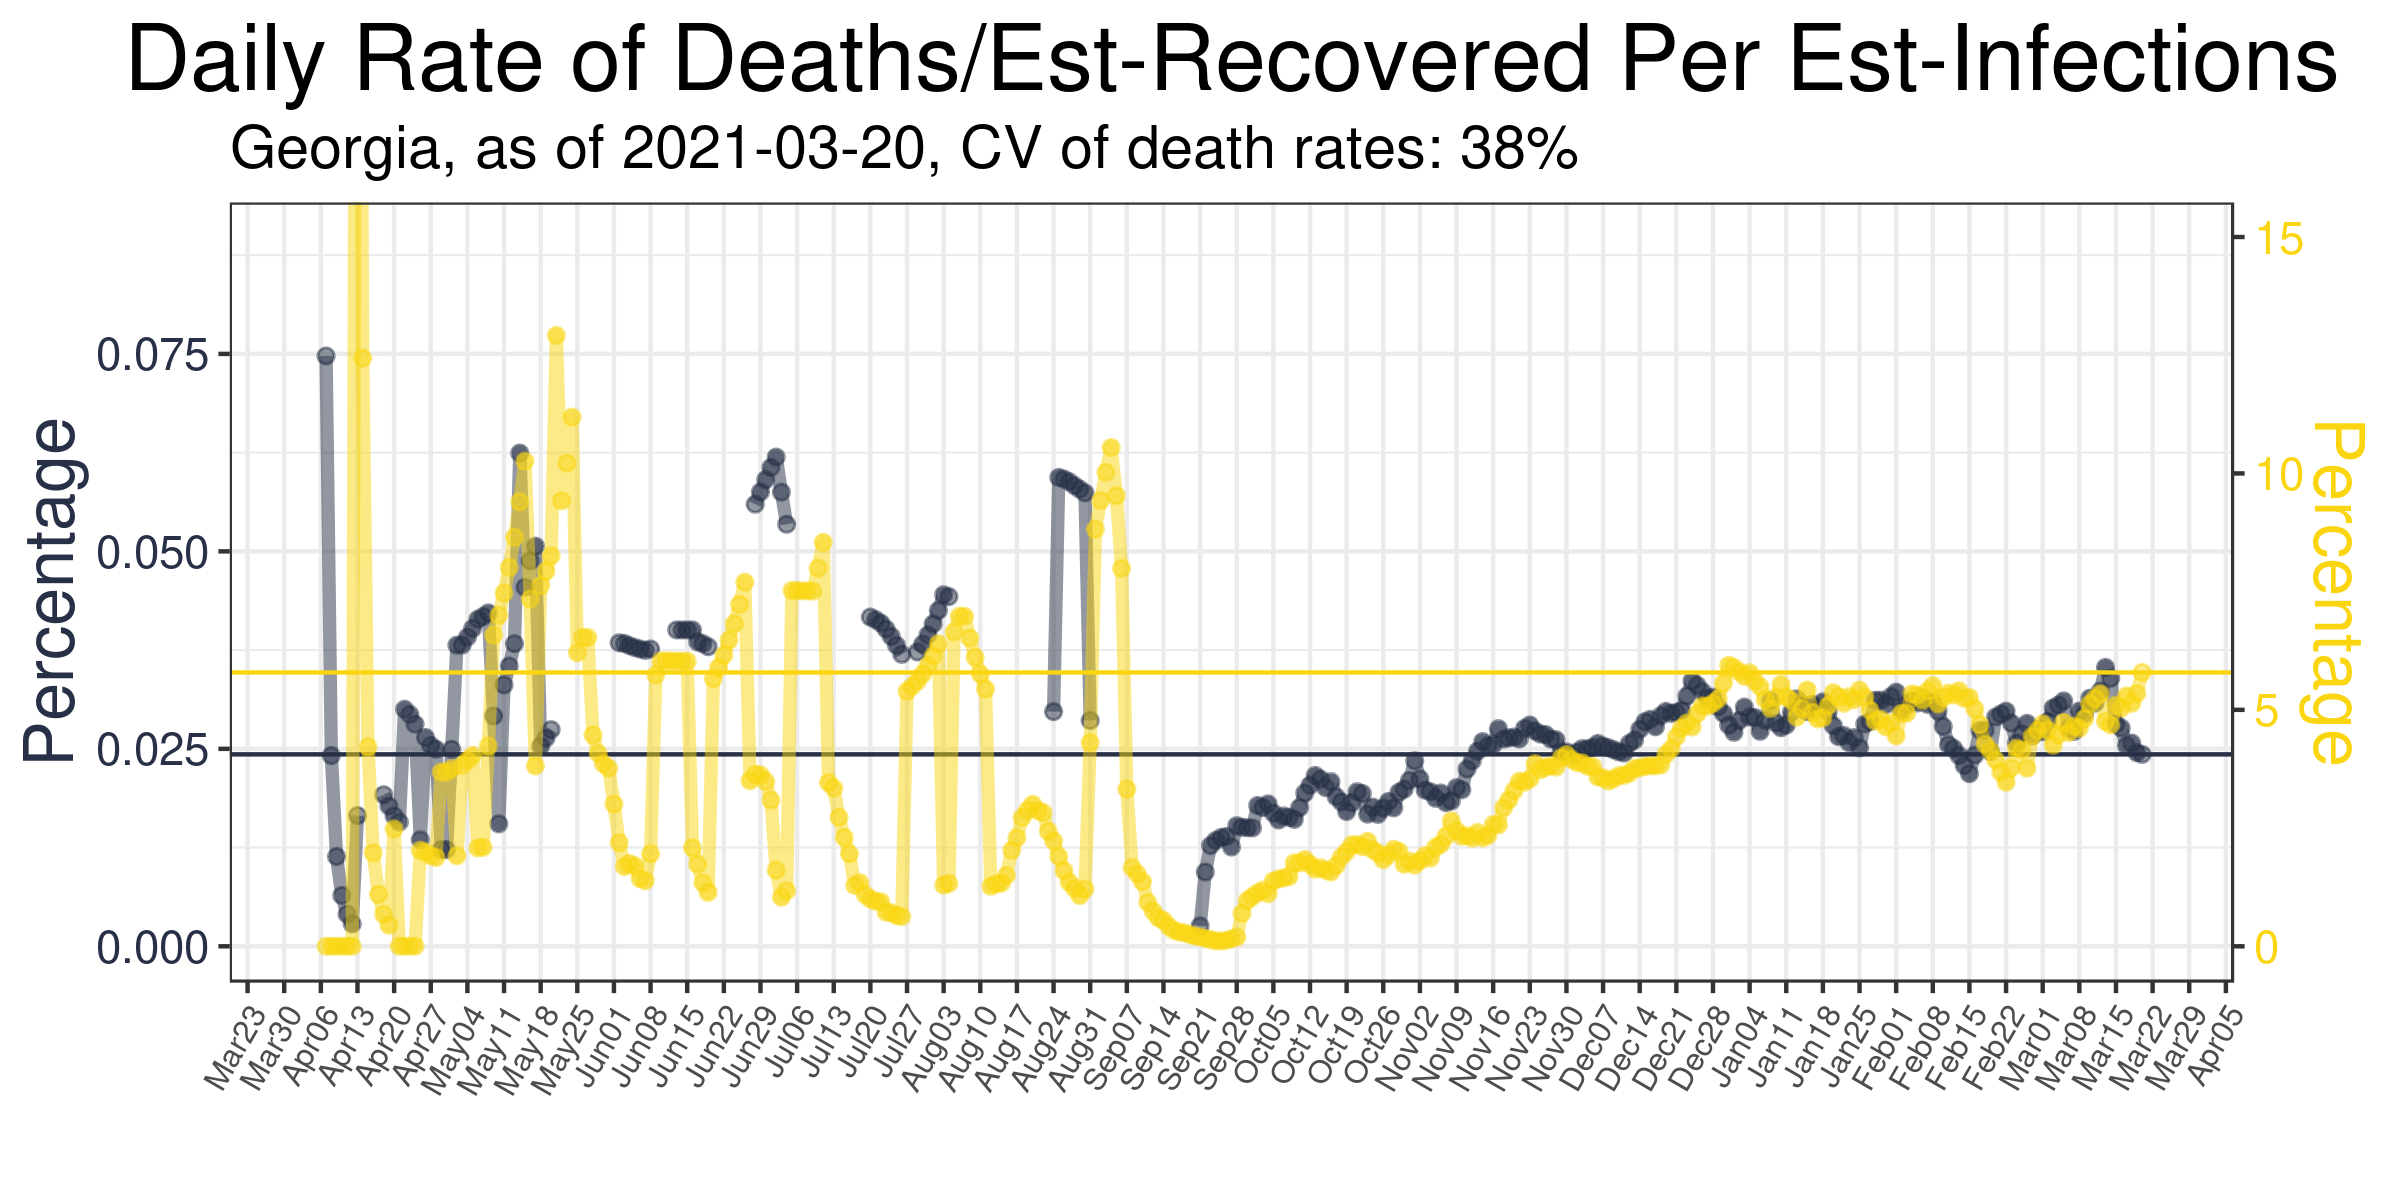 Daily Rate of Deaths/Est-Recovered Per Est-Infections
Georgia, as of 2021-03-20, CV of death rates: 38%
Percentage
0.075
0.050
0.025
0.000
15
10
5
0
Percentage
Mar23
Mar30
Apr06
Apr13
Apr20
Apr27
May04
May11
May18
May25
Jun01
Jun08
Jun15
Jun22
Jun29
Jul06
Jul13
Jul20
Jul27
Aug03
Aug10
Aug17
Aug24
Aug31
Sep07
Sep14
Sep21
Sep28
Oct05
Oct12
Oct19
Oct26
Nov02
Nov09
Nov16
Nov23
Nov30
Dec07
Dec14
Dec21
Dec28
Jan04
Jan11
Jan18
Jan25
Feb01
Feb08
Feb15
Feb22
Mar01
Mar08
Mar15
Mar22
Mar29
Apr05